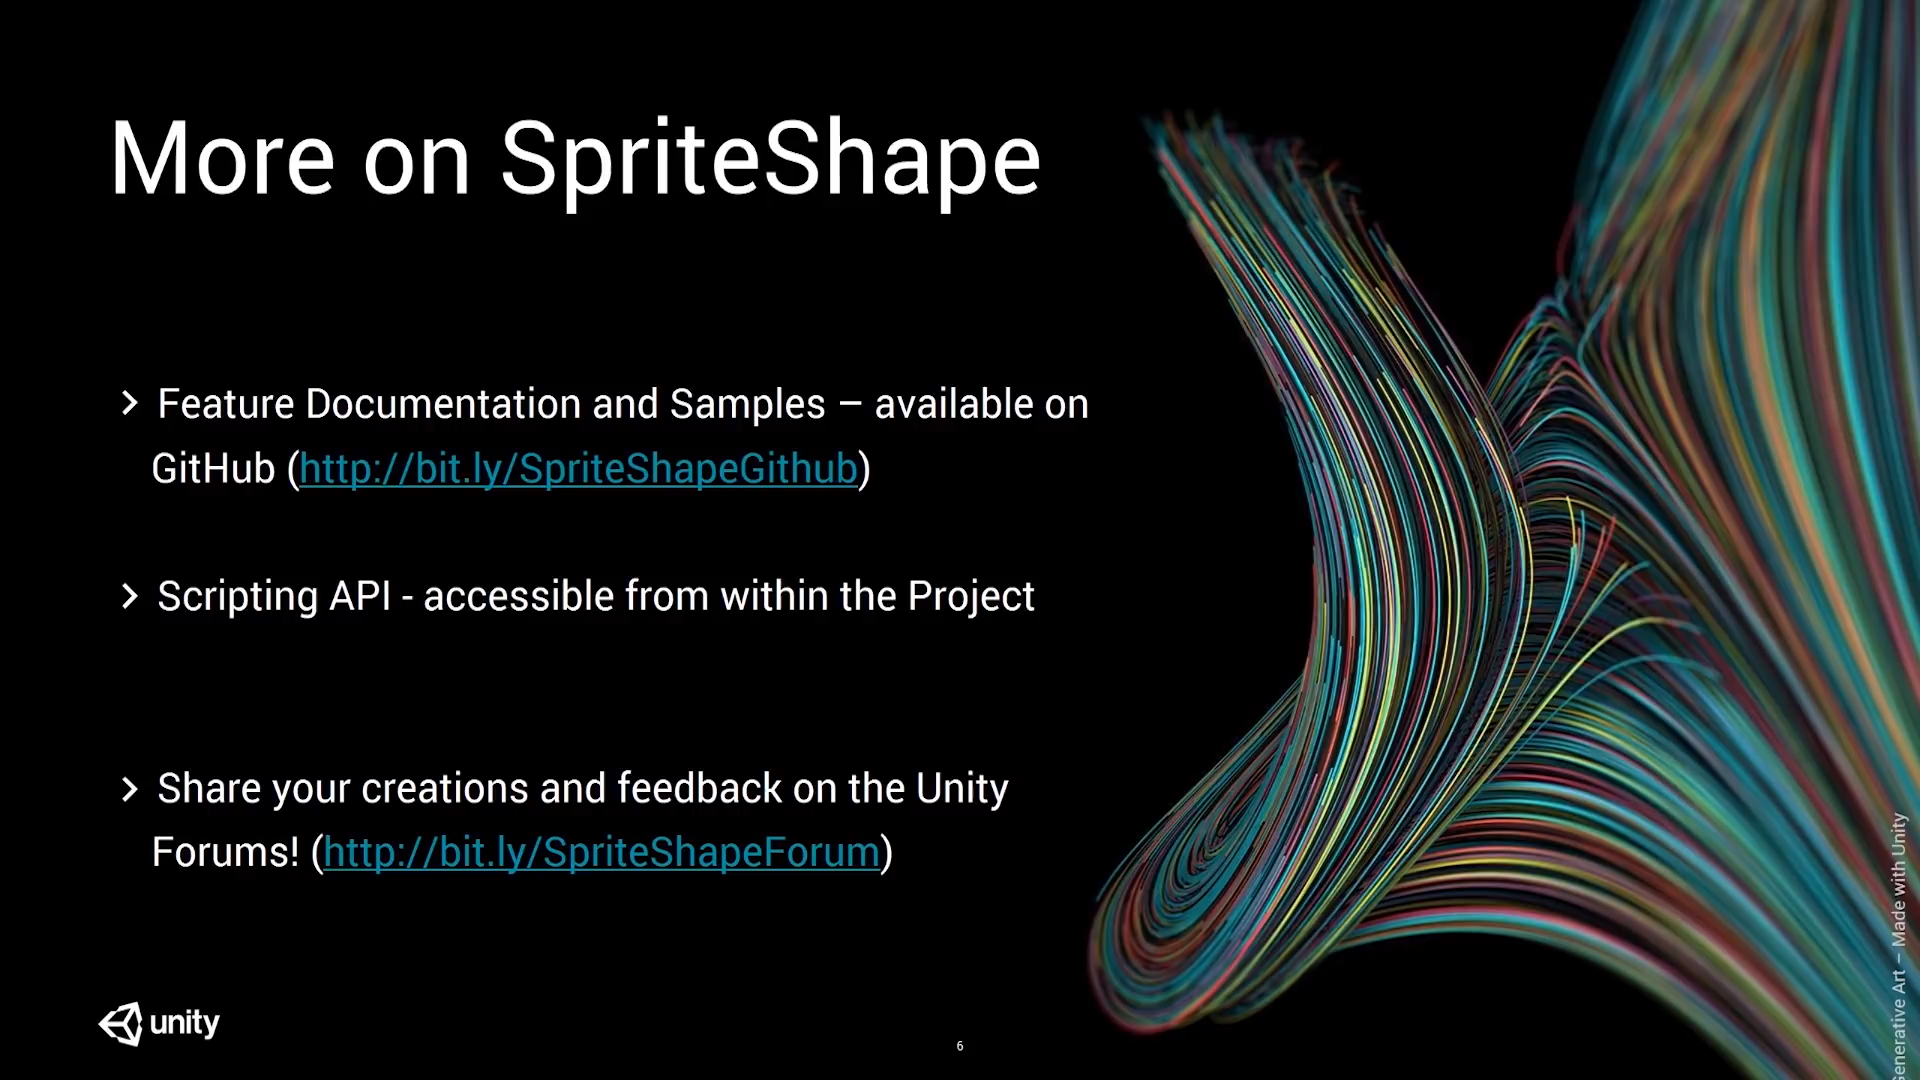 More on SpriteShape
> Feature Documentation and Samples – available on
GitHub (http://bit.ly/SpriteShapeGithub)
> Scripting API - accessible from within the Project
> Share your creations and feedback on the Unity
Forums! (http://bit.ly/SpriteShapeForum)
unity
6
Art – Made with Unity